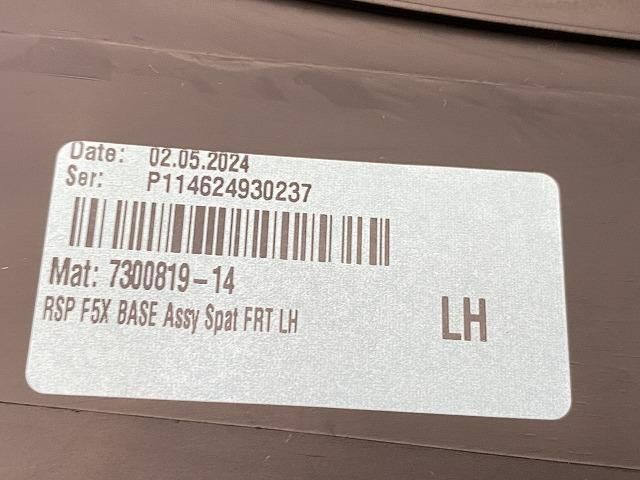 Date: 02.05.2024
Ser: P114624930237
Mat: 7300819-14
RSP F5X BASE Assy Spat FRT LH
LH